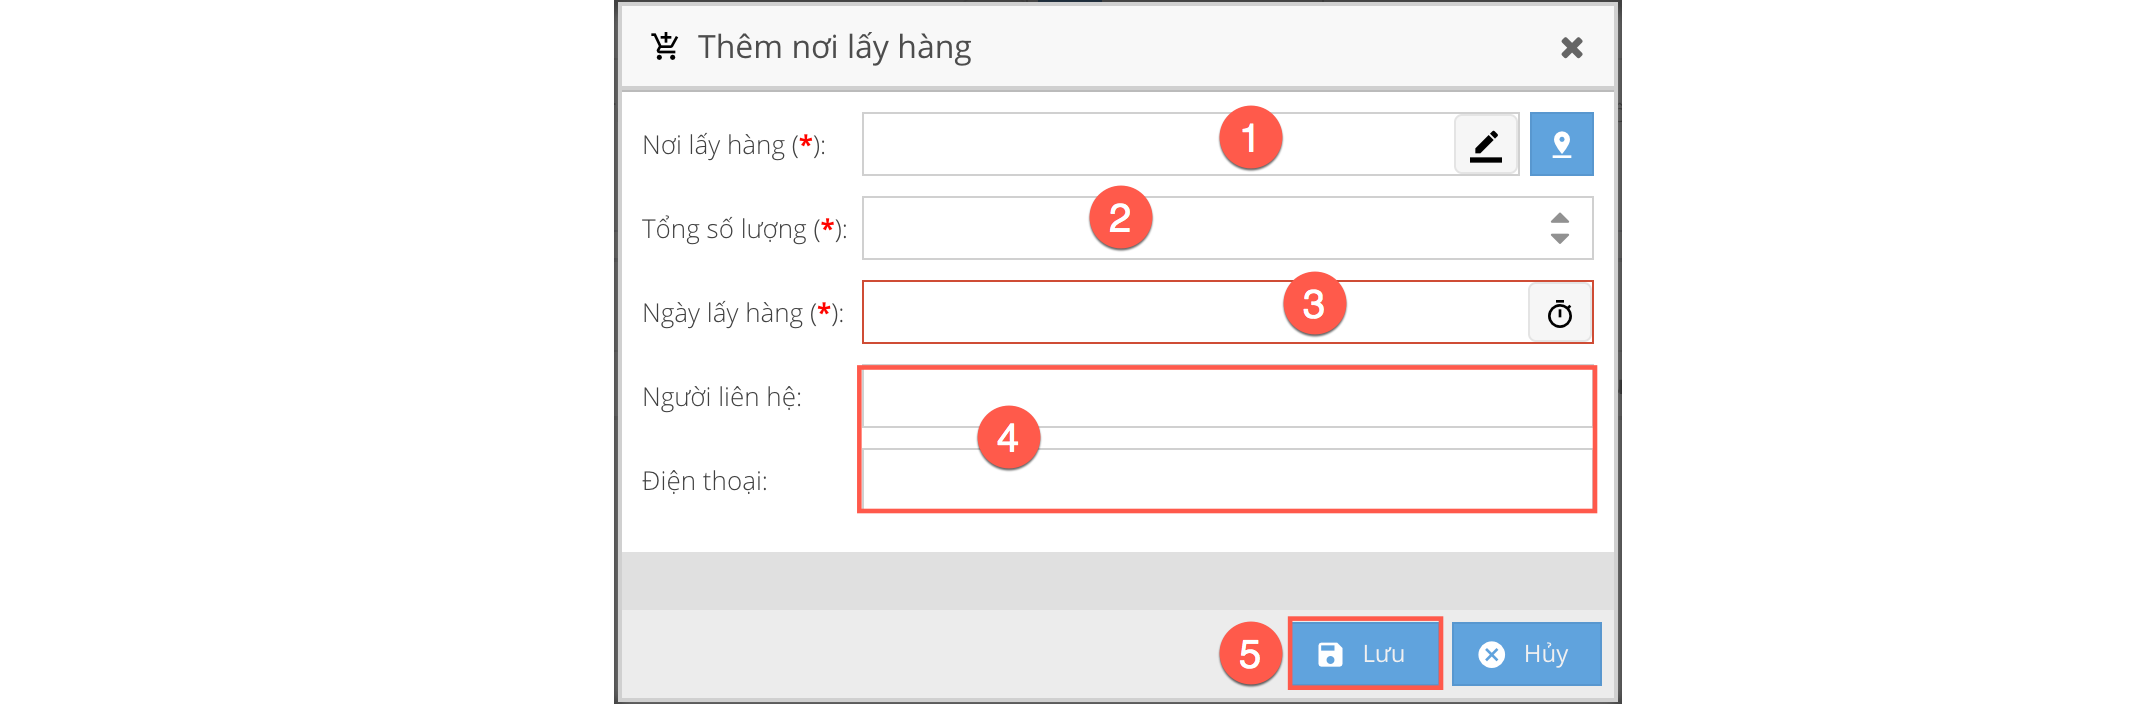 Thêm nơi lấy hàng
Nơi lấy hàng (*):
1
Tổng số lượng (*):
2
Ngày lấy hàng (*):
3
Người liên hệ:
4
Điện thoại:
5
Lưu
Hủy